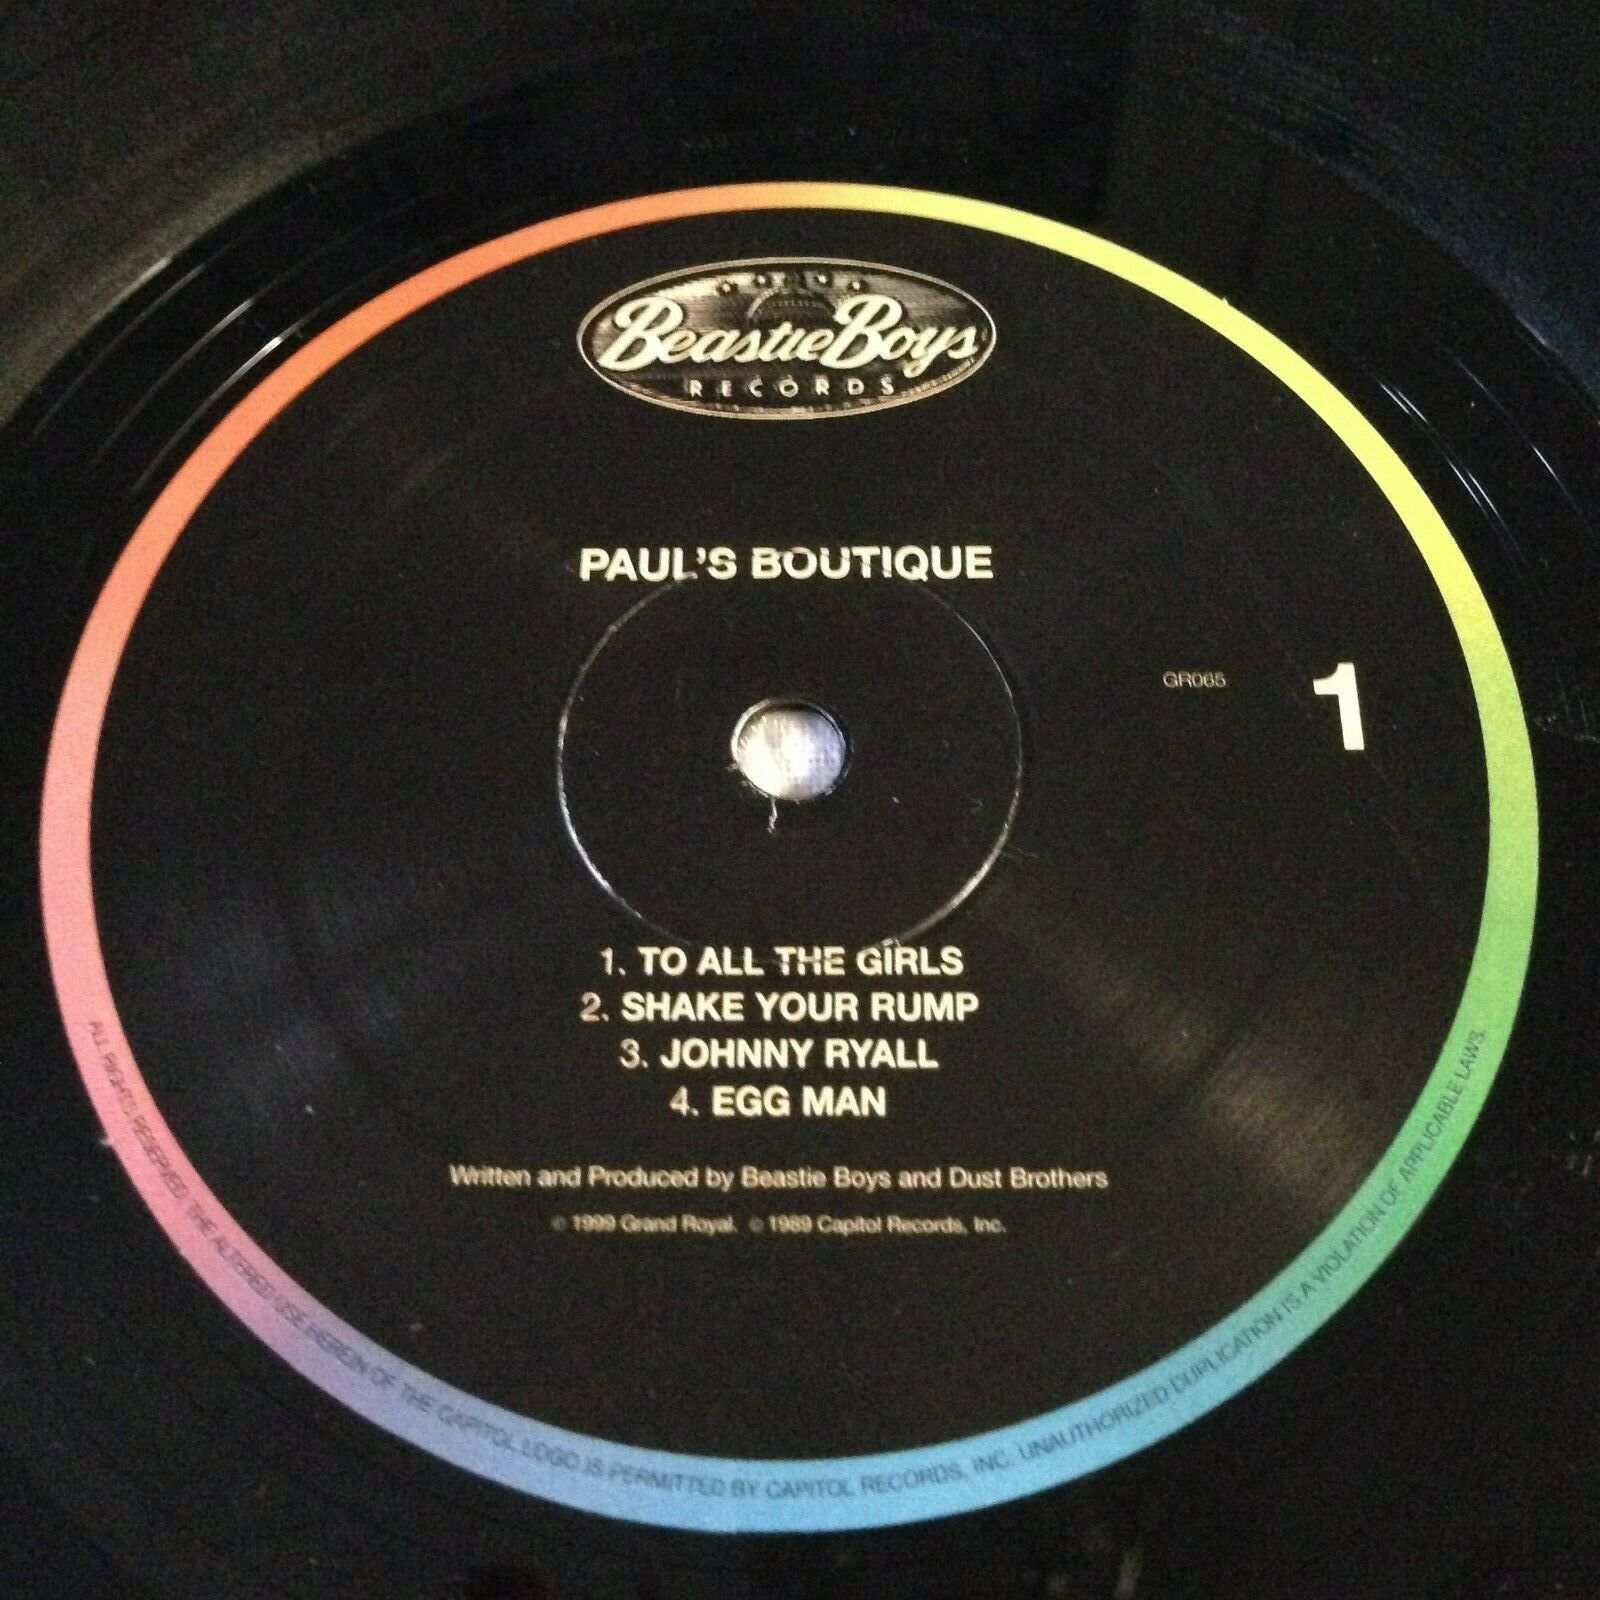 Beastie Boys
RECORDS
PAUL'S BOUTIQUE
GR065
1
1. TO ALL THE GIRLS
2. SHAKE YOUR RUMP
3. JOHNNY RYALL
4. EGG MAN
Written and Produced by Beastie Boys and Dust Brothers
℗ 1999 Grand Royal. © 1989 Capitol Records, Inc.
ALL RIGHTS RESERVED. THE ALTERED USE HEREIN OF THE CAPITOL LOGO IS PERMITTED BY CAPITOL RECORDS, INC. UNAUTHORIZED DUPLICATION IS A VIOLATION OF APPLICABLE LAWS.